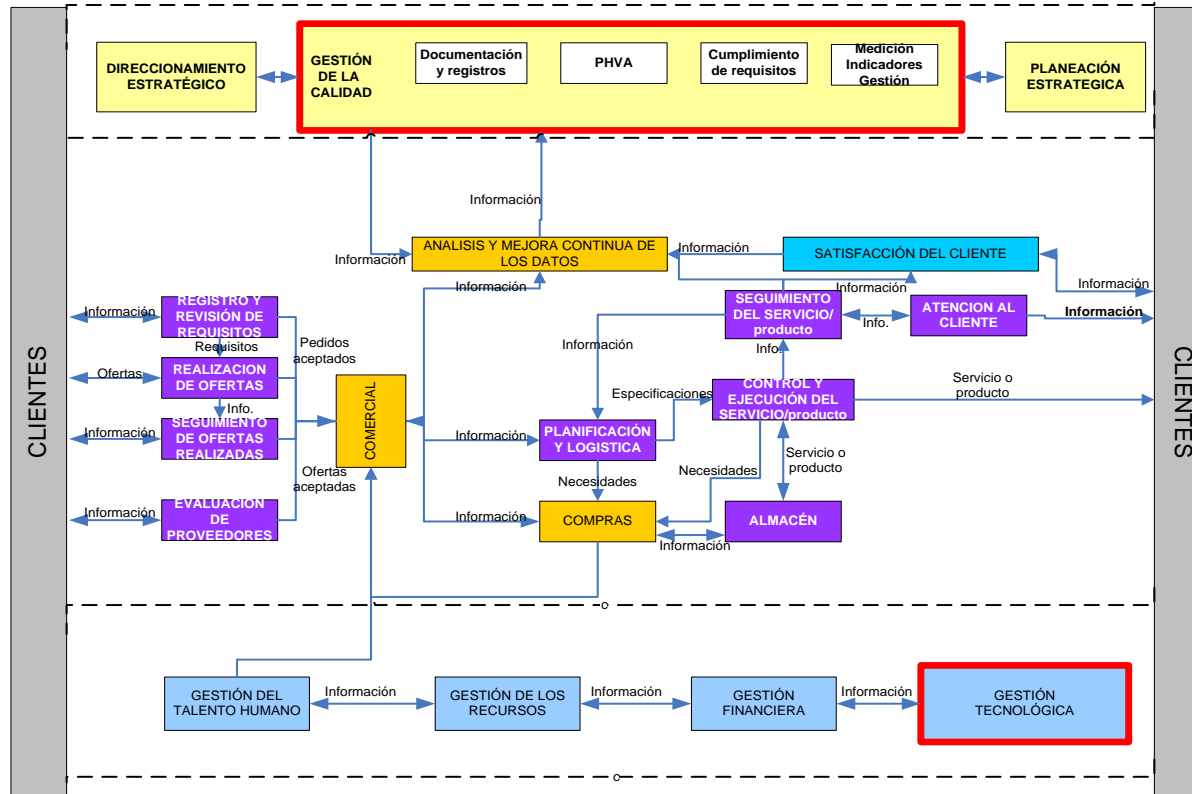 DIRECCIONAMIENTO
ESTRATÉGICO
GESTIÓN
DE LA
CALIDAD
Documentación
y registros
PHVA
Cumplimiento
de requisitos
Medición
Indicadores
Gestión
PLANEACIÓN
ESTRATEGICA
CLIENTES
CLIENTES
Información
Información
ANALISIS Y MEJORA CONTINUA DE
LOS DATOS
Información
SATISFACCIÓN DEL CLIENTE
Información
Información
Información
Información
REGISTRO Y
REVISIÓN DE
REQUISITOS
Requisitos
Pedidos
aceptados
SEGUIMIENTO
DEL SERVICIO/
producto
Info.
ATENCION AL
CLIENTE
Información
Ofertas
REALIZACION
DE OFERTAS
Info.
Información
Info.
Especificaciones
CONTROL Y
EJECUCIÓN DEL
SERVICIO/producto
Servicio o
producto
COMERCIAL
Información
SEGUIMIENTO
DE OFERTAS
REALIZADAS
Ofertas
aceptadas
Información
PLANIFICACIÓN
Y LOGISTICA
Servicio o
producto
Necesidades
Necesidades
Información
EVALUACION
DE
PROVEEDORES
Información
COMPRAS
Información
ALMACÉN
GESTIÓN DEL
TALENTO HUMANO
Información
GESTIÓN DE LOS
RECURSOS
Información
GESTIÓN
FINANCIERA
Información
GESTIÓN
TECNOLÓGICA